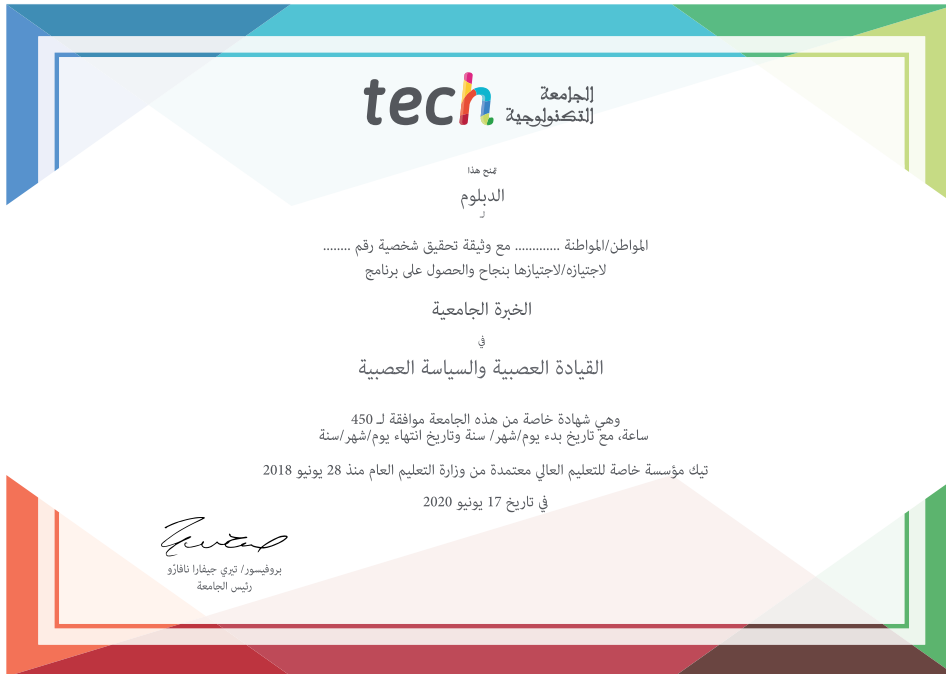 tech الجامعة
التكنولوجية
يمنح هذا
الدبلوم
لـ
المواطن/المواطنة ............ مع وثيقة تحقيق شخصية رقم ........
لاجتيازه/لاجتيازها بنجاح والحصول على برنامج
الخبرة الجامعية
في
القيادة العصبية والسياسة العصبية
وهي شهادة خاصة من هذه الجامعة موافقة لـ 450
ساعة، مع تاريخ بدء يوم/شهر/ سنة وتاريخ انتهاء يوم/شهر/سنة
تيك مؤسسة خاصة للتعليم العالي معتمدة من وزارة التعليم العام منذ 28 يونيو 2018
في تاريخ 17 يونيو 2020
بروفيسور/ تيري جيفارا نافارّو
رئيس الجامعة